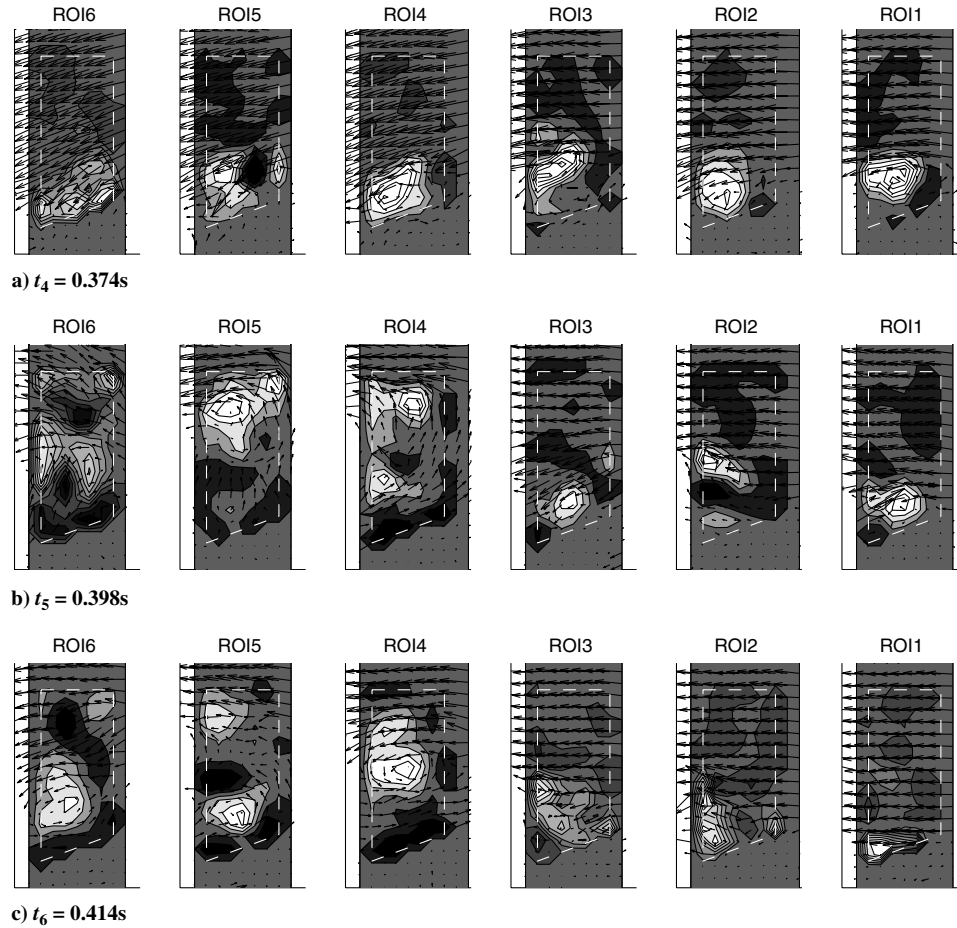 ROI6 ROI5 ROI4 ROI3 ROI2 ROI1
a) t4 = 0.374s
ROI6 ROI5 ROI4 ROI3 ROI2 ROI1
b) t5 = 0.398s
ROI6 ROI5 ROI4 ROI3 ROI2 ROI1
c) t6 = 0.414s